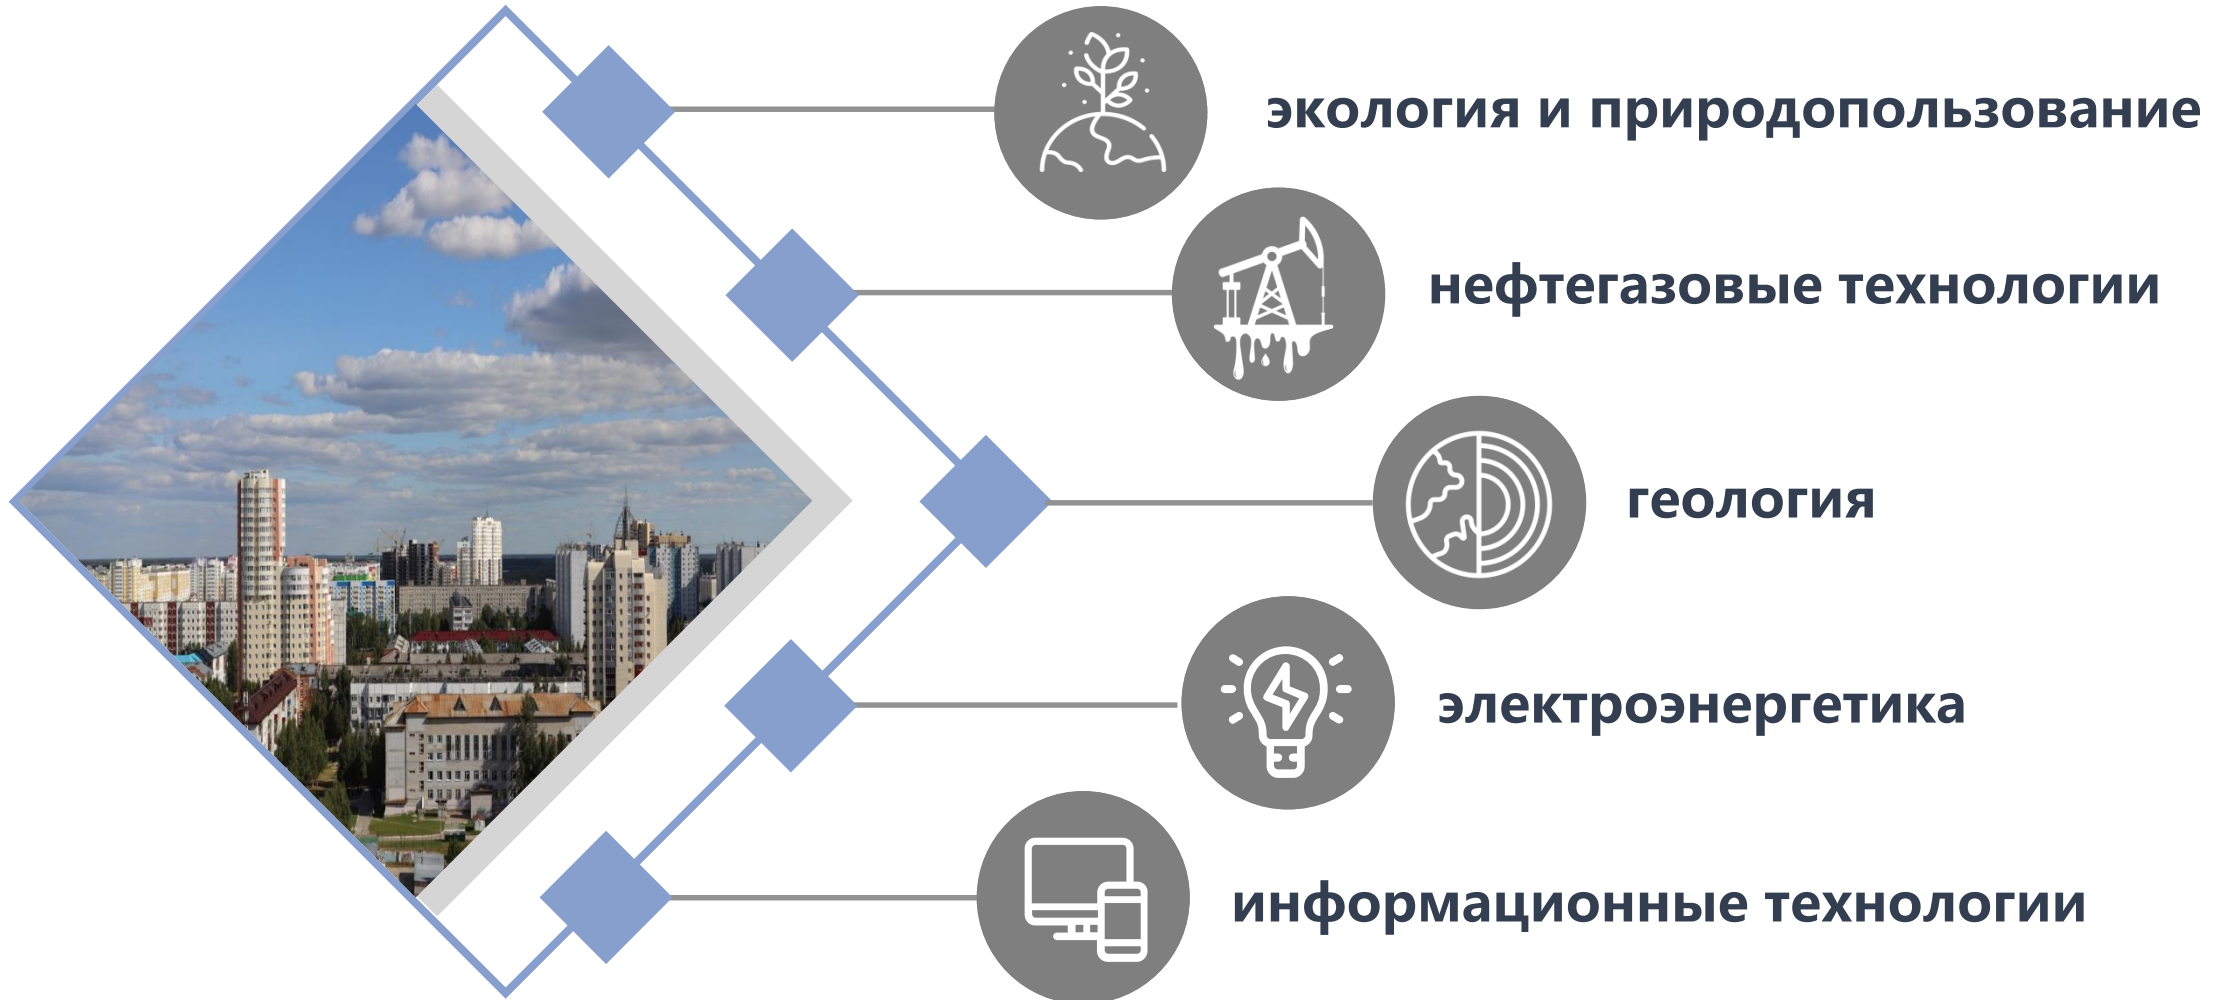 экология и природопользование
нефтегазовые технологии
геология
электроэнергетика
информационные технологии